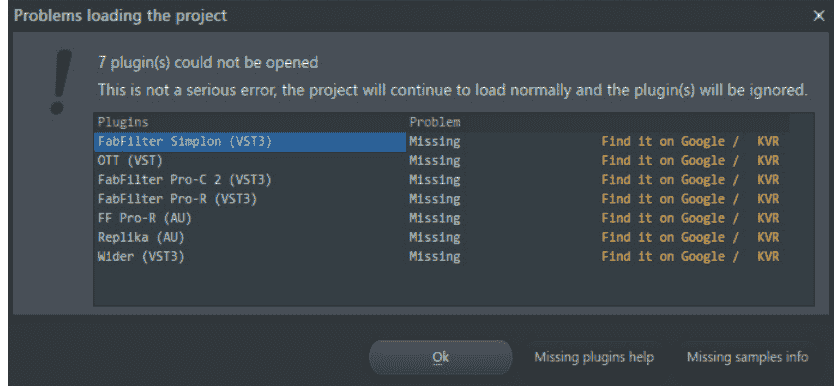 Problems loading the project
7 plugin(s) could not be opened
This is not a serious error, the project will continue to load normally and the plugin(s) will be ignored.
Plugins Problem
FabFilter Simplon (VST3) Missing Find it on Google / KVR
OTT (VST) Missing Find it on Google / KVR
FabFilter Pro-C 2 (VST3) Missing Find it on Google / KVR
FabFilter Pro-R (VST3) Missing Find it on Google / KVR
FF Pro-R (AU) Missing Find it on Google / KVR
Replika (AU) Missing Find it on Google / KVR
Wider (VST3) Missing Find it on Google / KVR
Ok Missing plugins help Missing samples info